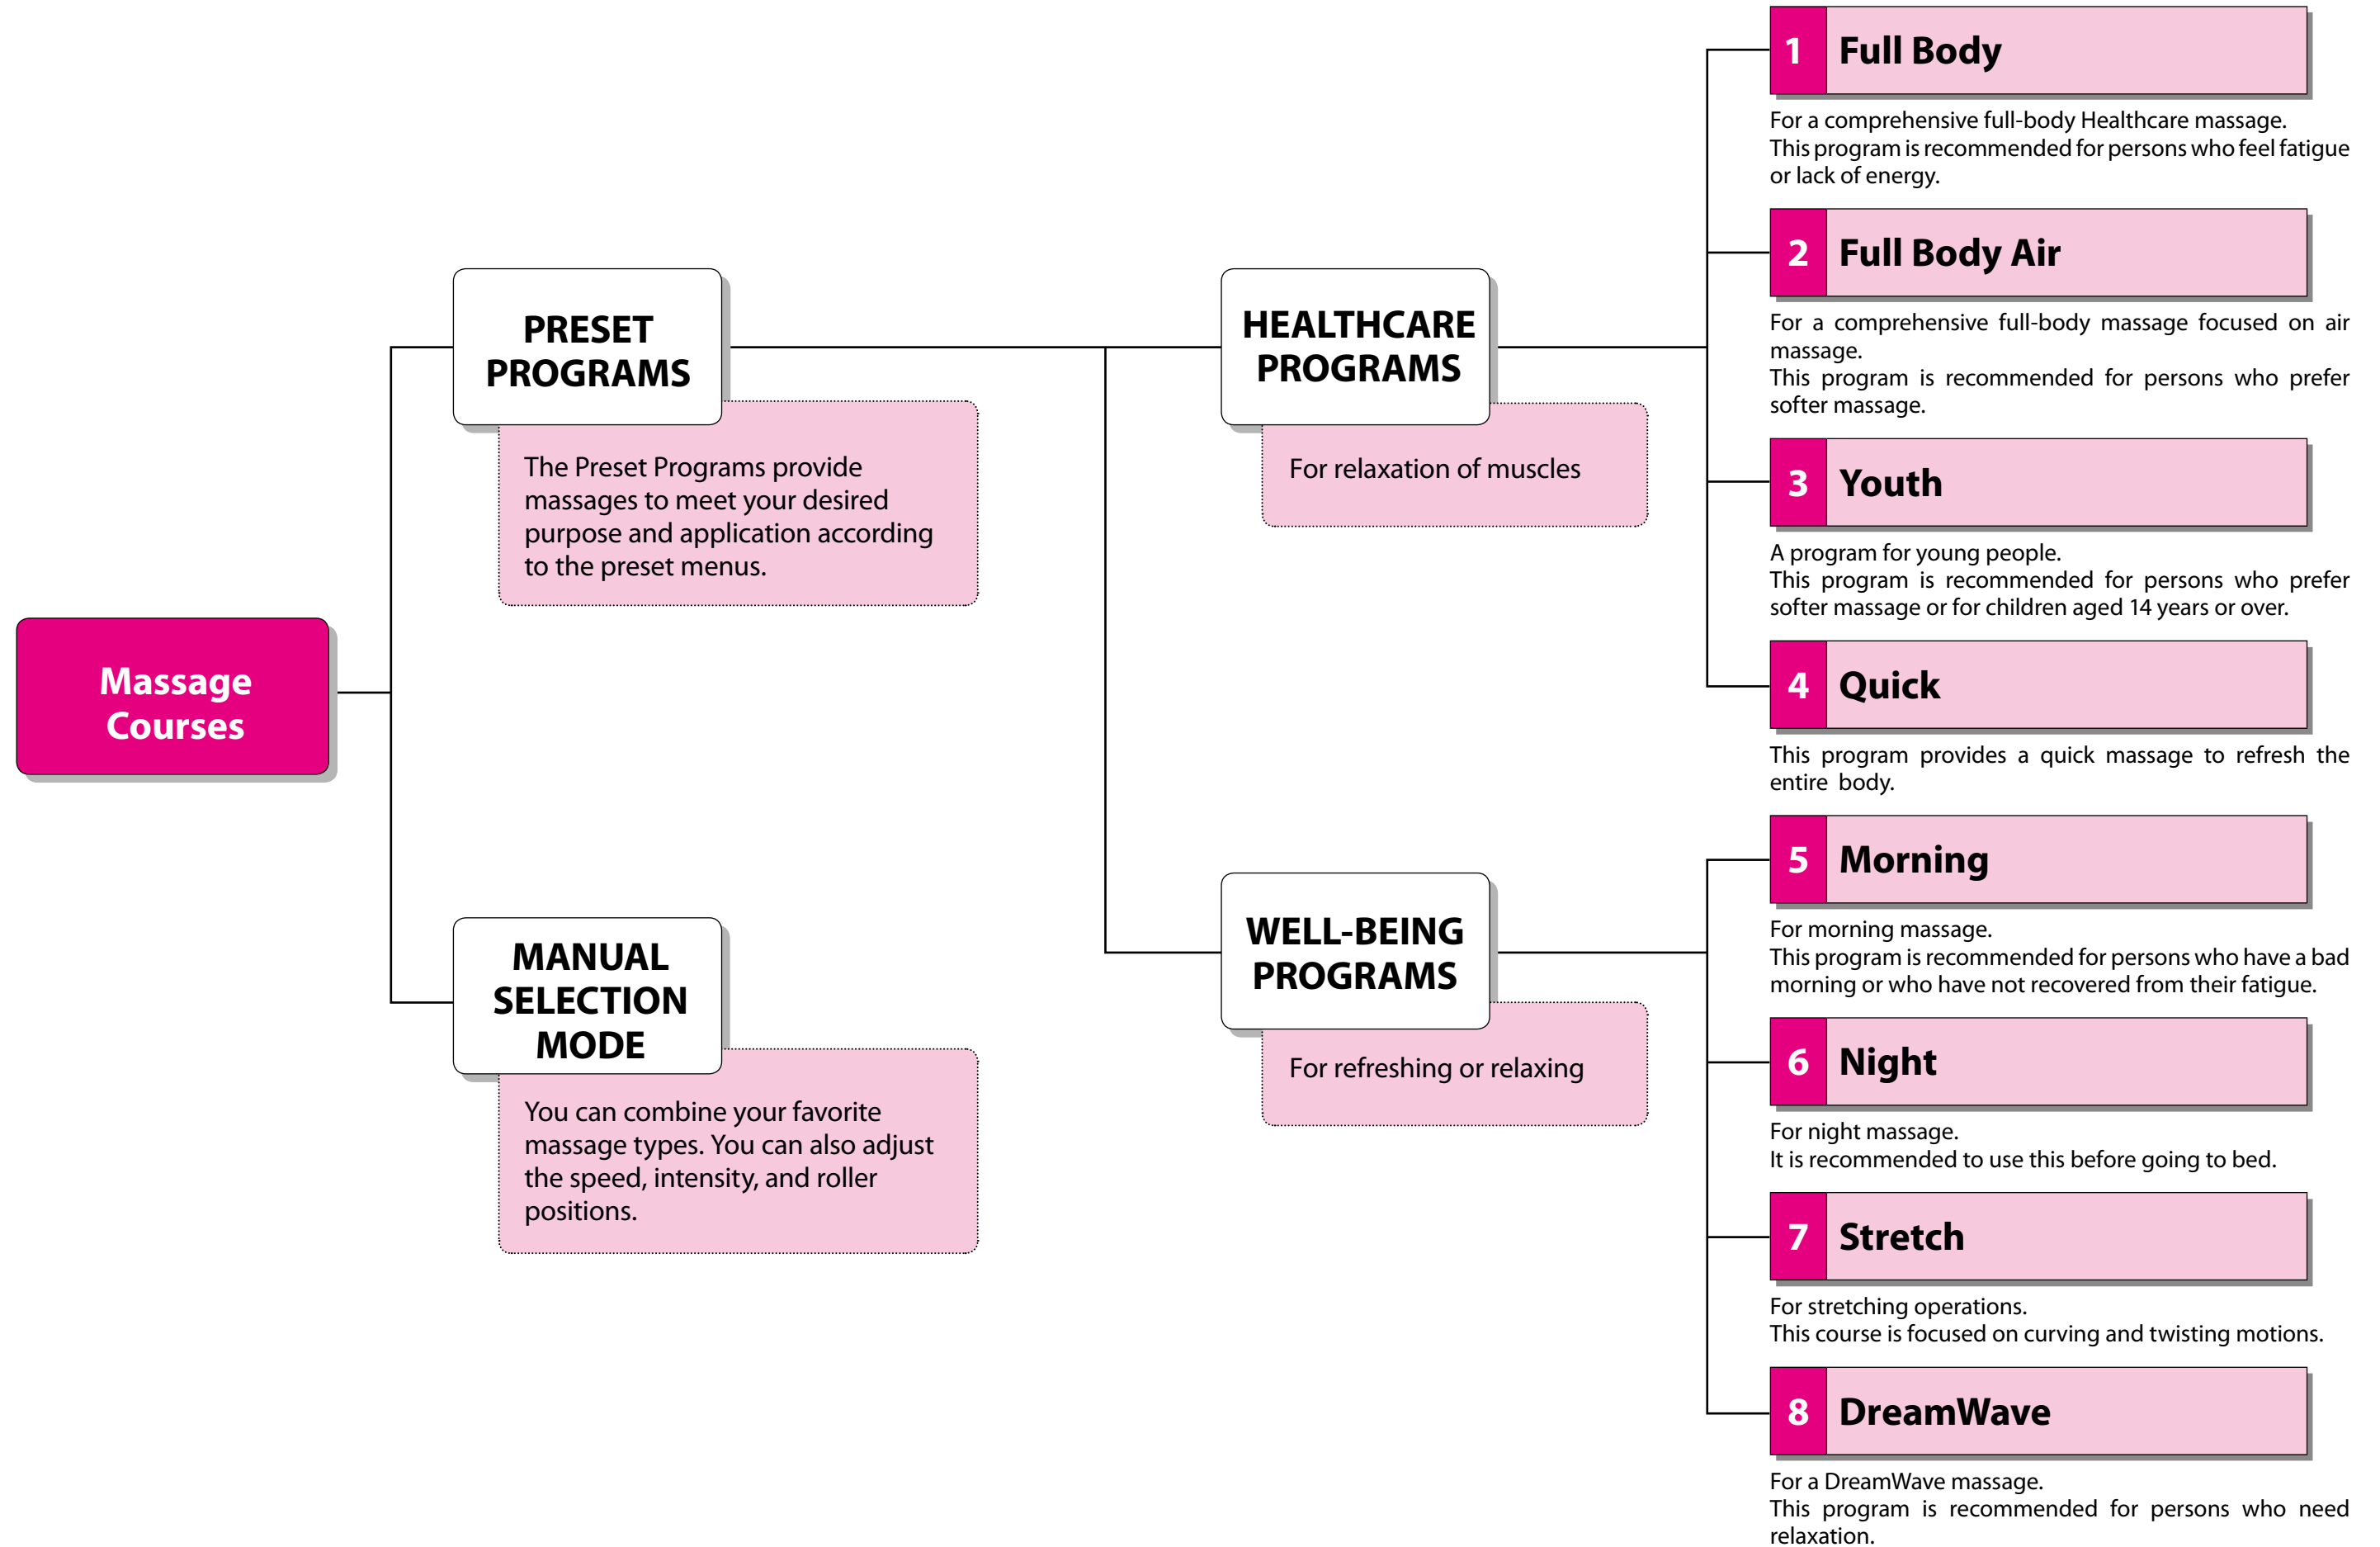 Massage
Courses
PRESET
PROGRAMS
The Preset Programs provide
massages to meet your desired
purpose and application according
to the preset menus.
MANUAL
SELECTION
MODE
You can combine your favorite
massage types. You can also adjust
the speed, intensity, and roller
positions.
HEALTHCARE
PROGRAMS
For relaxation of muscles
WELL-BEING
PROGRAMS
For refreshing or relaxing
1 Full Body
For a comprehensive full-body Healthcare massage.
This program is recommended for persons who feel fatigue
or lack of energy.
2 Full Body Air
For a comprehensive full-body massage focused on air
massage.
This program is recommended for persons who prefer
softer massage.
3 Youth
A program for young people.
This program is recommended for persons who prefer
softer massage or for children aged 14 years or over.
4 Quick
This program provides a quick massage to refresh the
entire body.
5 Morning
For morning massage.
This program is recommended for persons who have a bad
morning or who have not recovered from their fatigue.
6 Night
For night massage.
It is recommended to use this before going to bed.
7 Stretch
For stretching operations.
This course is focused on curving and twisting motions.
8 DreamWave
For a DreamWave massage.
This program is recommended for persons who need
relaxation.